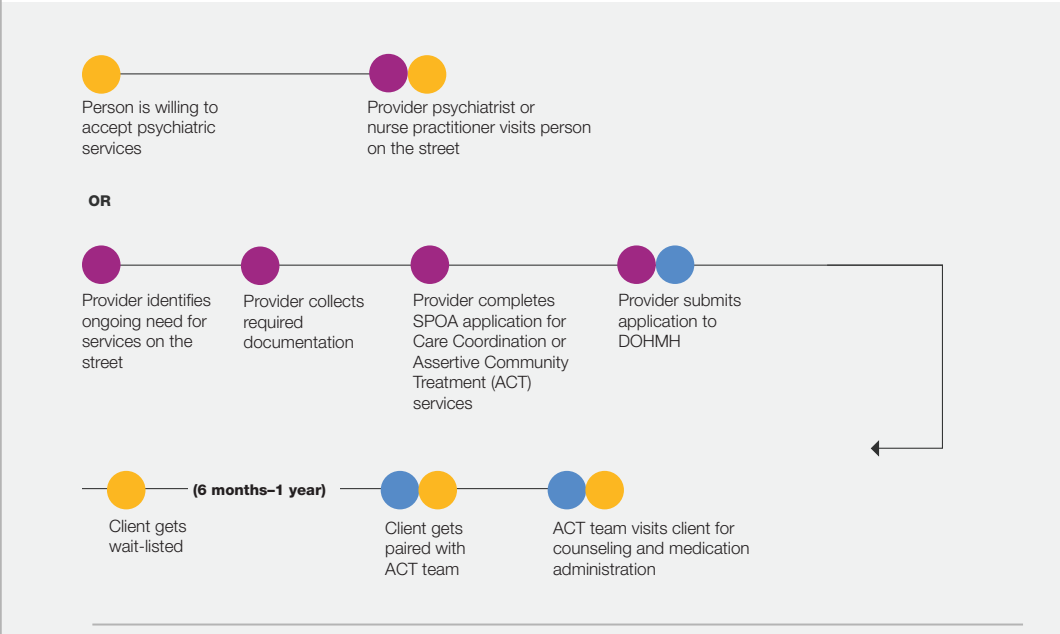 Person is willing to
accept psychiatric
services
Provider psychiatrist or
nurse practitioner visits person
on the street
OR
Provider identifies
ongoing need for
services on the
street
Provider collects
required
documentation
Provider completes
SPOA application for
Care Coordination or
Assertive Community
Treatment (ACT)
services
Provider submits
application to
DOHMH
Client gets
wait-listed
(6 months–1 year)
Client gets
paired with
ACT team
ACT team visits client for
counseling and medication
administration